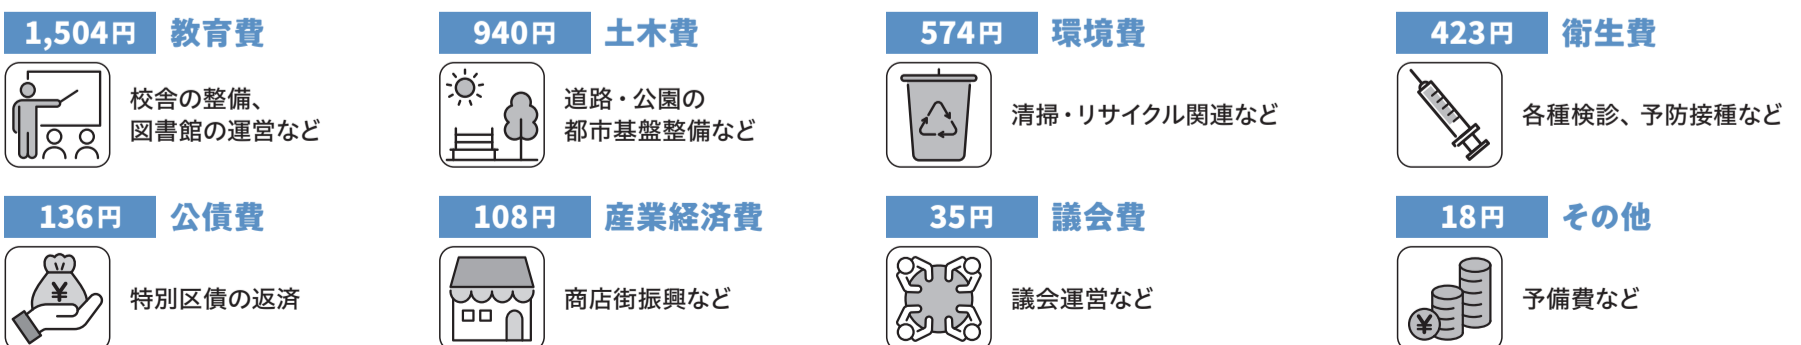 1,504円 教育費
校舎の整備、
図書館の運営など
940円 土木費
道路・公園の
都市基盤整備など
574円 環境費
清掃・リサイクル関連など
423円 衛生費
各種検診、予防接種など
136円 公債費
¥
特別区債の返済
108円 産業経済費
商店街振興など
35円 議会費
議会運営など
18円 その他
¥
予備費など